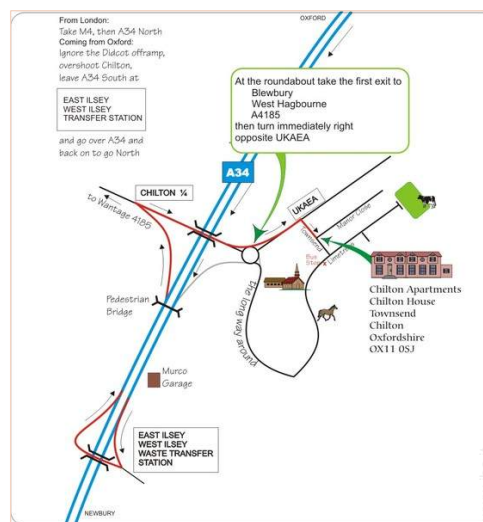 From London:
Take M4, then A34 North
Coming from Oxford:
Ignore the Didcot offramp,
overshoot Chilton,
leave A34 South at
EAST ILSEY
WEST ILSEY
TRANSFER STATION
and go over A34 and
back on to go North
OXFORD
At the roundabout take the first exit to
Blewbury
West Hagbourne
A4185
then turn immediately right
opposite UKAEA
A34
CHILTON ¼
UKAEA
to Wantage 4185
Townsend
Manor Close
Limetrees
Bus
Stop
the long way around
Pedestrian
Bridge
Chilton Apartments
Chilton House
Townsend
Chilton
Oxfordshire
OX11 0SJ
Murco
Garage
EAST ILSEY
WEST ILSEY
WASTE TRANSFER
STATION
NEWBURY